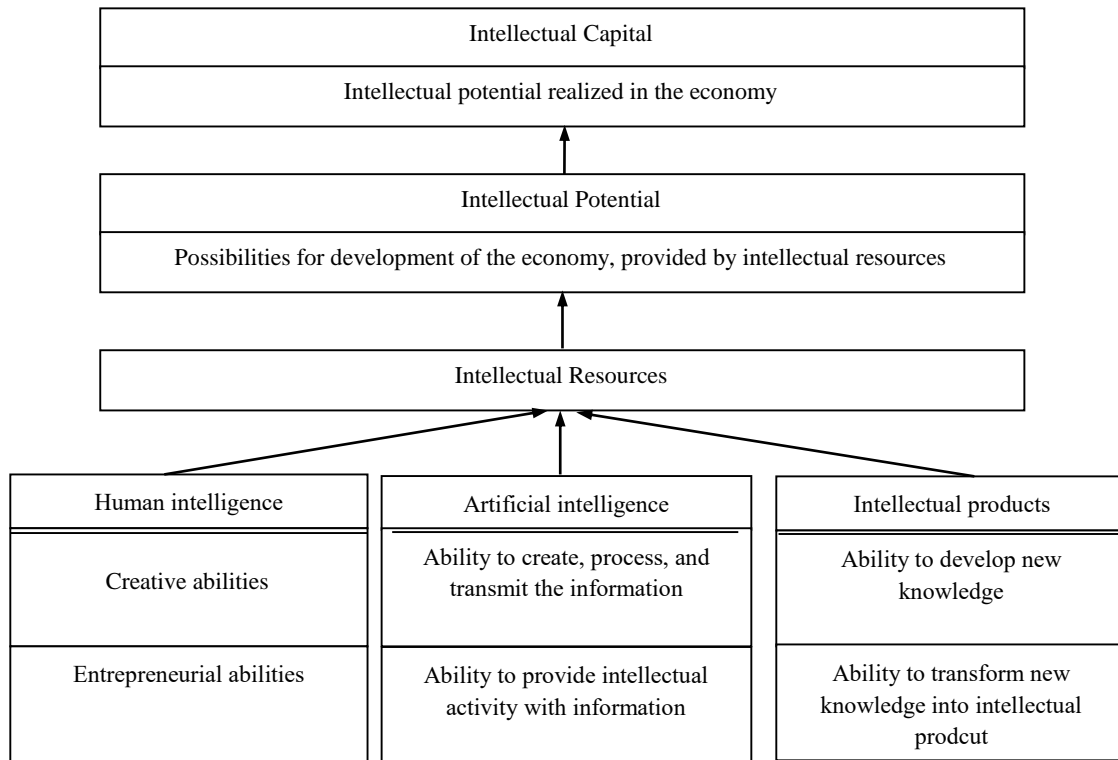 Intellectual Capital
Intellectual potential realized in the economy
Intellectual Potential
Possibilities for development of the economy, provided by intellectual resources
Intellectual Resources
Human intelligence
Creative abilities
Entrepreneurial abilities
Artificial intelligence
Ability to create, process, and
transmit the information
Ability to provide intellectual
activity with information
Intellectual products
Ability to develop new
knowledge
Ability to transform new
knowledge into intellectual
prodcut